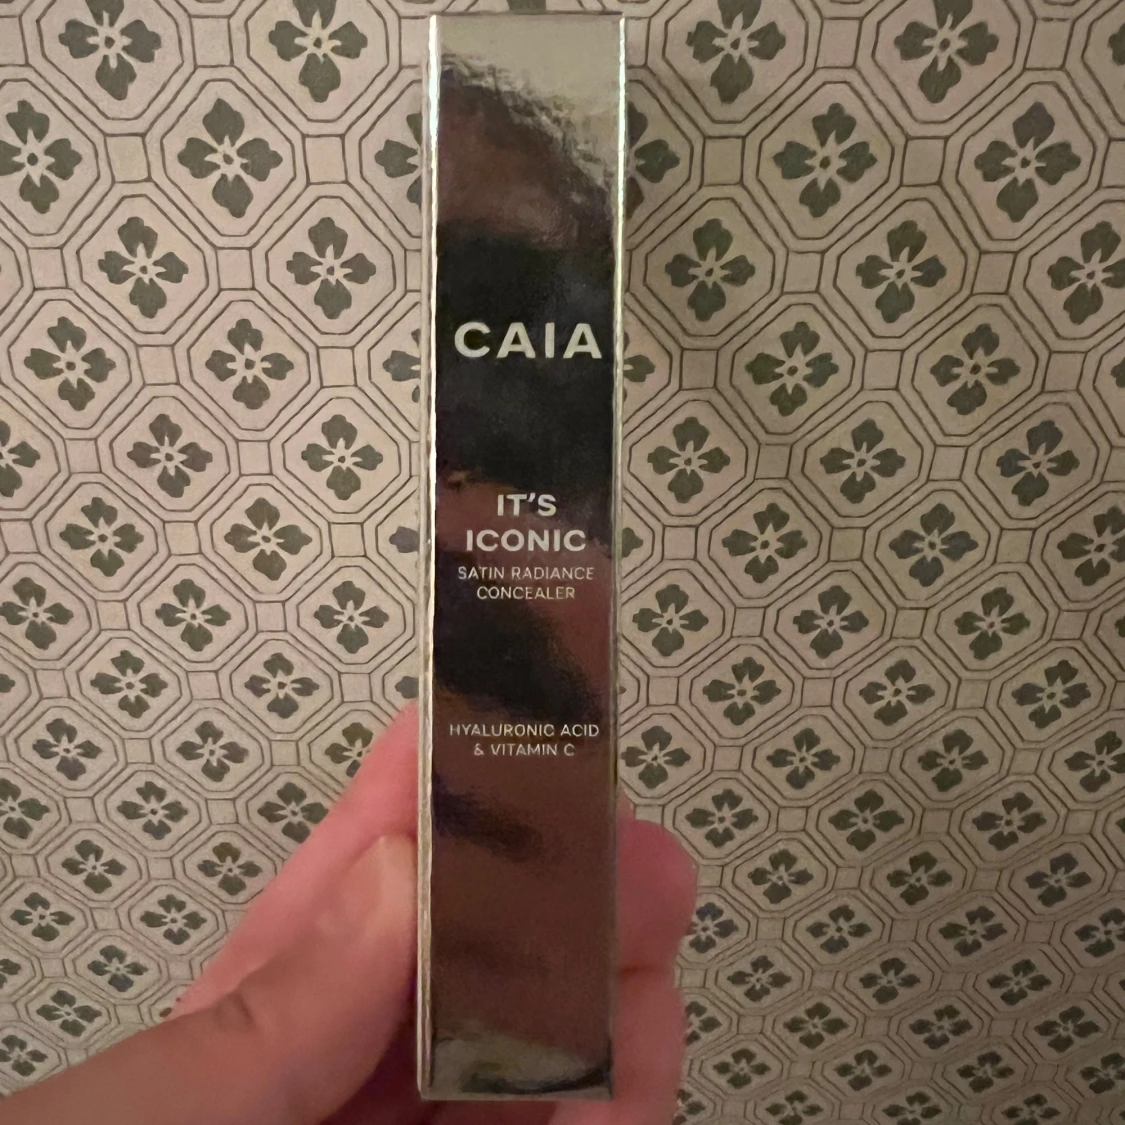 CAIA
IT'S
ICONIC
SATIN RADIANCE
CONCEALER
HYALURONIC ACID
& VITAMIN C